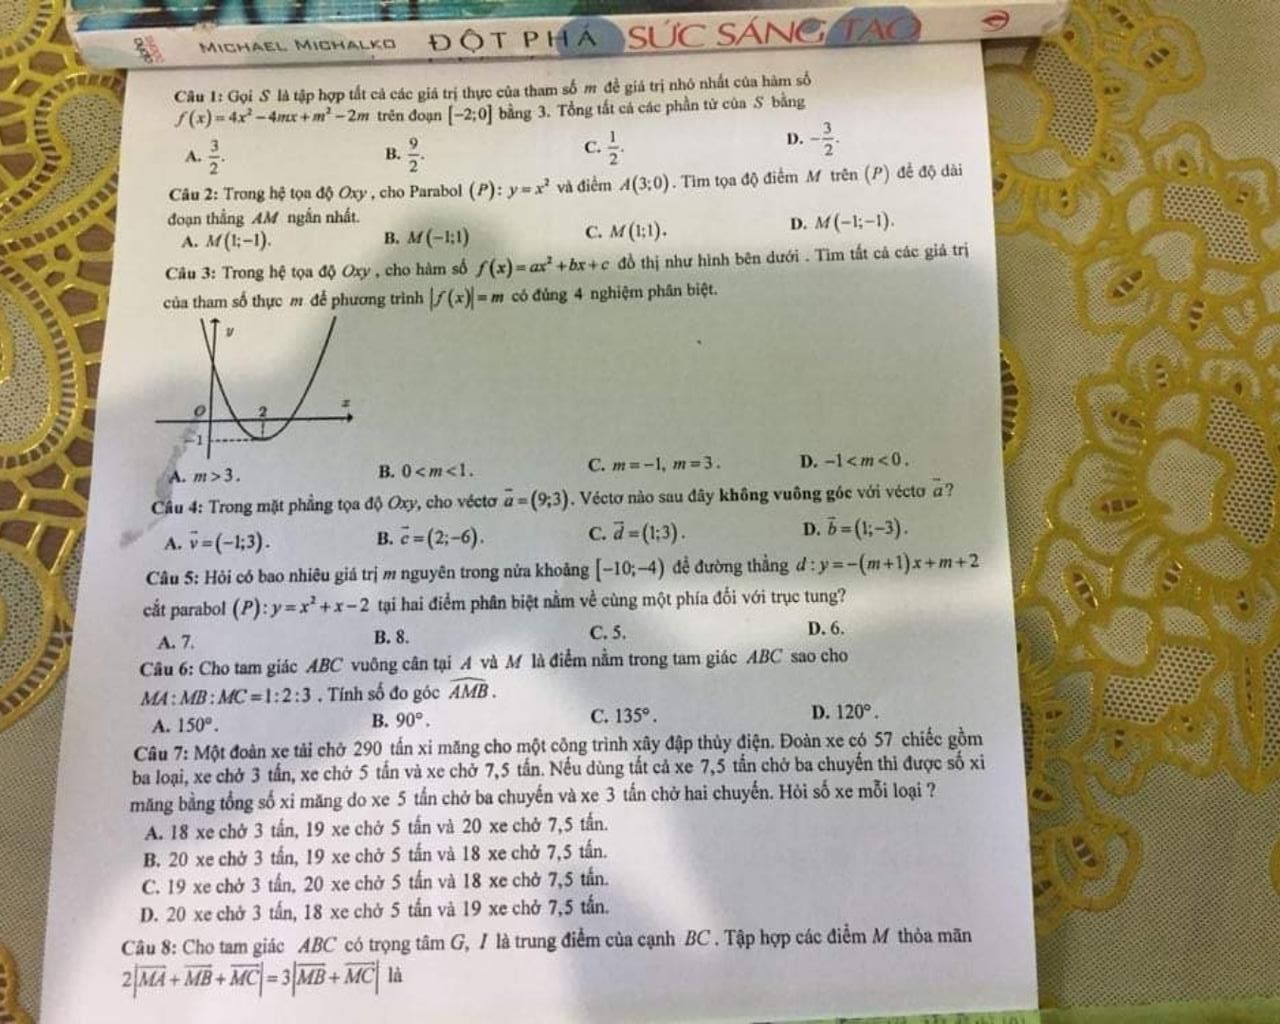 MICHAEL MICHALKO ĐỘT PHÁ SỨC SÁNG TẠO
Câu 1: Gọi S là tập hợp tất cả các giá trị thực của tham số m để giá trị nhỏ nhất của hàm số
f(x)=4x²−4mx+m²−2m trên đoạn [−2;0] bằng 3. Tổng tất cả các phần tử của S bằng
A. 3/2. B. 9/2. C. 1/2. D. −3/2.
Câu 2: Trong hệ tọa độ Oxy, cho Parabol (P): y=x² và điểm A(3;0). Tìm tọa độ điểm M trên (P) để độ dài
đoạn thẳng AM ngắn nhất.
A. M(1;−1). B. M(−1;1) C. M(1;1). D. M(−1;−1).
Câu 3: Trong hệ tọa độ Oxy, cho hàm số f(x)=ax²+bx+c đồ thị như hình bên dưới. Tìm tất cả các giá trị
của tham số thực m để phương trình |f(x)|=m có đúng 4 nghiệm phân biệt.
y
O 2 x
−1
A. m>3. B. 0<m<1. C. m=−1, m=3. D. −1<m<0.
Câu 4: Trong mặt phẳng tọa độ Oxy, cho véctơ a⃗=(9;3). Véctơ nào sau đây không vuông góc với véctơ a⃗?
A. v⃗=(−1;3). B. c⃗=(2;−6). C. d⃗=(1;3). D. b⃗=(1;−3).
Câu 5: Hỏi có bao nhiêu giá trị m nguyên trong nửa khoảng [−10;−4) để đường thẳng d:y=−(m+1)x+m+2
cắt parabol (P):y=x²+x−2 tại hai điểm phân biệt nằm về cùng một phía đối với trục tung?
A. 7. B. 8. C. 5. D. 6.
Câu 6: Cho tam giác ABC vuông cân tại A và M là điểm nằm trong tam giác ABC sao cho
MA:MB:MC=1:2:3. Tính số đo góc AMB.
A. 150°. B. 90°. C. 135°. D. 120°.
Câu 7: Một đoàn xe tải chở 290 tấn xi măng cho một công trình xây đập thủy điện. Đoàn xe có 57 chiếc gồm
ba loại, xe chở 3 tấn, xe chở 5 tấn và xe chở 7,5 tấn. Nếu dùng tất cả xe 7,5 tấn chở ba chuyến thì được số xi
măng bằng tổng số xi măng do xe 5 tấn chở ba chuyến và xe 3 tấn chở hai chuyến. Hỏi số xe mỗi loại ?
A. 18 xe chở 3 tấn, 19 xe chở 5 tấn và 20 xe chở 7,5 tấn.
B. 20 xe chở 3 tấn, 19 xe chở 5 tấn và 18 xe chở 7,5 tấn.
C. 19 xe chở 3 tấn, 20 xe chở 5 tấn và 18 xe chở 7,5 tấn.
D. 20 xe chở 3 tấn, 18 xe chở 5 tấn và 19 xe chở 7,5 tấn.
Câu 8: Cho tam giác ABC có trọng tâm G, I là trung điểm của cạnh BC. Tập hợp các điểm M thỏa mãn
2|MA+MB+MC|=3|MB+MC| là